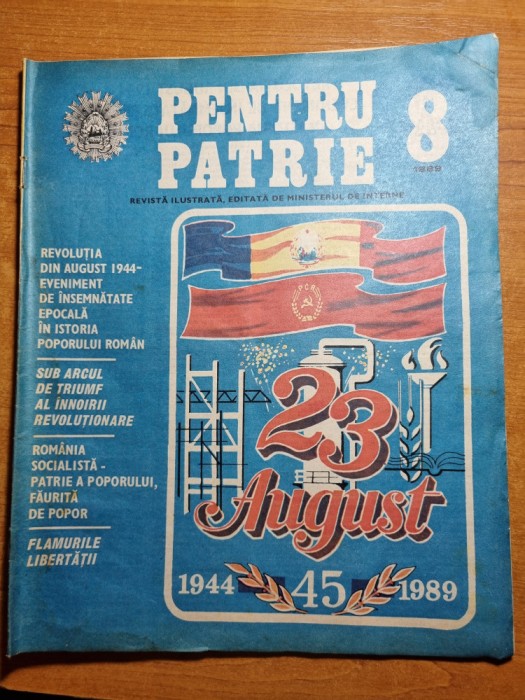 PENTRU
PATRIE
8
1989
REVISTĂ ILUSTRATĂ, EDITATĂ DE MINISTERUL DE INTERNE
REVOLUȚIA
DIN AUGUST 1944-
EVENIMENT
DE ÎNSEMNĂTATE
EPOCALĂ
ÎN ISTORIA
POPORULUI ROMÂN
SUB ARCUL
DE TRIUMF
AL ÎNNOIRII
REVOLUȚIONARE
ROMÂNIA
SOCIALISTĂ -
PATRIE A POPORULUI,
FĂURITĂ
DE POPOR
FLAMURILE
LIBERTĂȚII
P.C.R.
23
August
1944 45 1989